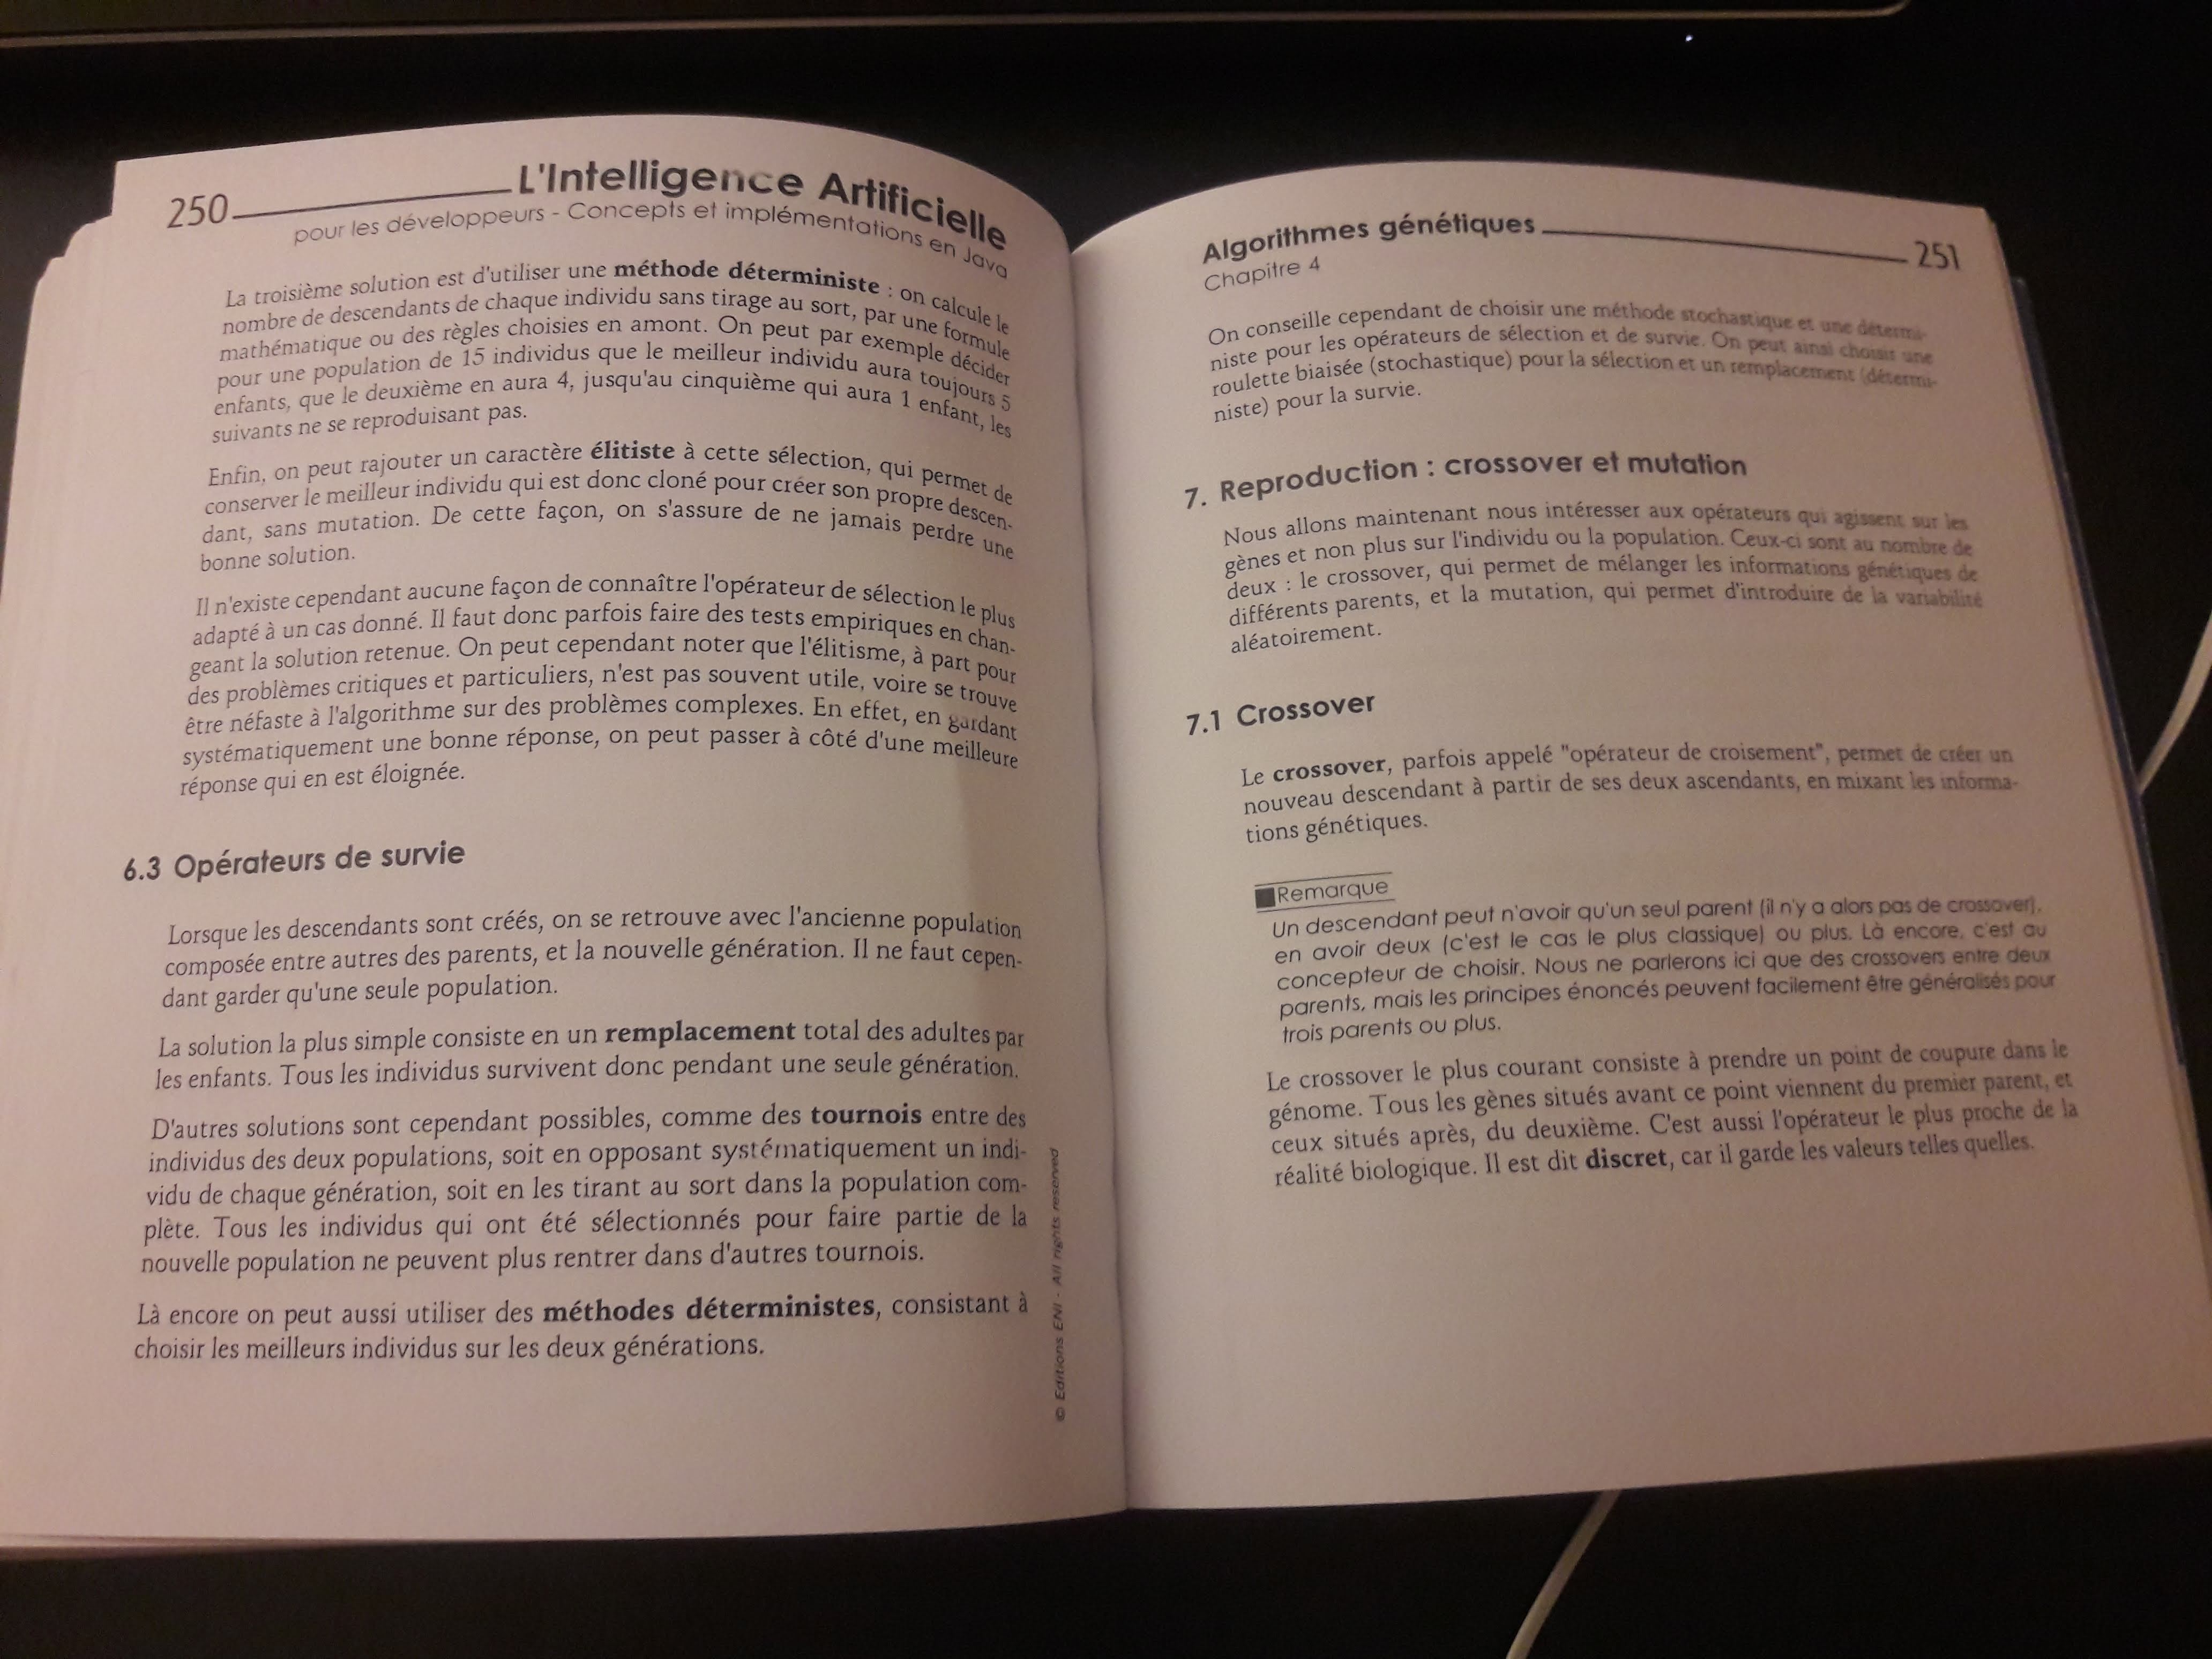 250
L'Intelligence Artificielle
pour les développeurs - Concepts et implémentations en Java
La troisième solution est d'utiliser une méthode déterministe : on calcule le
nombre de descendants de chaque individu sans tirage au sort, par une formule
mathématique ou des règles choisies en amont. On peut par exemple décider
pour une population de 15 individus que le meilleur individu aura toujours 5
enfants, que le deuxième en aura 4, jusqu'au cinquième qui aura 1 enfant, les
suivants ne se reproduisant pas.
Enfin, on peut rajouter un caractère élitiste à cette sélection, qui permet de
conserver le meilleur individu qui est donc cloné pour créer son propre descen-
dant, sans mutation. De cette façon, on s'assure de ne jamais perdre une
bonne solution.
Il n'existe cependant aucune façon de connaître l'opérateur de sélection le plus
adapté à un cas donné. Il faut donc parfois faire des tests empiriques en chan-
geant la solution retenue. On peut cependant noter que l'élitisme, à part pour
des problèmes critiques et particuliers, n'est pas souvent utile, voire se trouve
être néfaste à l'algorithme sur des problèmes complexes. En effet, en gardant
systématiquement une bonne réponse, on peut passer à côté d'une meilleure
réponse qui en est éloignée.
6.3 Opérateurs de survie
Lorsque les descendants sont créés, on se retrouve avec l'ancienne population
composée entre autres des parents, et la nouvelle génération. Il ne faut cepen-
dant garder qu'une seule population.
La solution la plus simple consiste en un remplacement total des adultes par
les enfants. Tous les individus survivent donc pendant une seule génération.
D'autres solutions sont cependant possibles, comme des tournois entre des
individus des deux populations, soit en opposant systématiquement un indi-
vidu de chaque génération, soit en les tirant au sort dans la population com-
plète. Tous les individus qui ont été sélectionnés pour faire partie de la
nouvelle population ne peuvent plus rentrer dans d'autres tournois.
Là encore on peut aussi utiliser des méthodes déterministes, consistant à
choisir les meilleurs individus sur les deux générations.
© Editions ENI - All rights reserved
Algorithmes génétiques
251
Chapitre 4
On conseille cependant de choisir une méthode stochastique et une détermi-
niste pour les opérateurs de sélection et de survie. On peut ainsi choisir une
roulette biaisée (stochastique) pour la sélection et un remplacement (détermi-
niste) pour la survie.
7. Reproduction : crossover et mutation
Nous allons maintenant nous intéresser aux opérateurs qui agissent sur les
gènes et non plus sur l'individu ou la population. Ceux-ci sont au nombre de
deux : le crossover, qui permet de mélanger les informations génétiques de
différents parents, et la mutation, qui permet d'introduire de la variabilité
aléatoirement.
7.1 Crossover
Le crossover, parfois appelé "opérateur de croisement", permet de créer un
nouveau descendant à partir de ses deux ascendants, en mixant les informa-
tions génétiques.
Remarque
Un descendant peut n'avoir qu'un seul parent (il n'y a alors pas de crossover),
en avoir deux (c'est le cas le plus classique) ou plus. Là encore, c'est au
concepteur de choisir. Nous ne parlerons ici que des crossovers entre deux
parents, mais les principes énoncés peuvent facilement être généralisés pour
trois parents ou plus.
Le crossover le plus courant consiste à prendre un point de coupure dans le
génome. Tous les gènes situés avant ce point viennent du premier parent, et
ceux situés après, du deuxième. C'est aussi l'opérateur le plus proche de la
réalité biologique. Il est dit discret, car il garde les valeurs telles quelles.